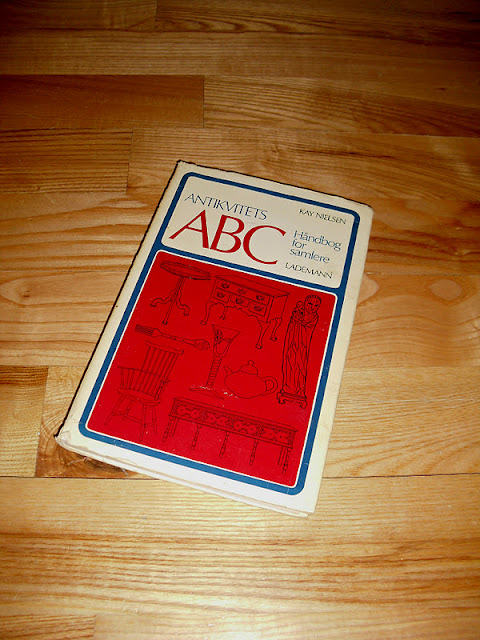 ANTIKVITETS
ABC
KAY NIELSEN
Håndbog
for
samlere
LADEMANN